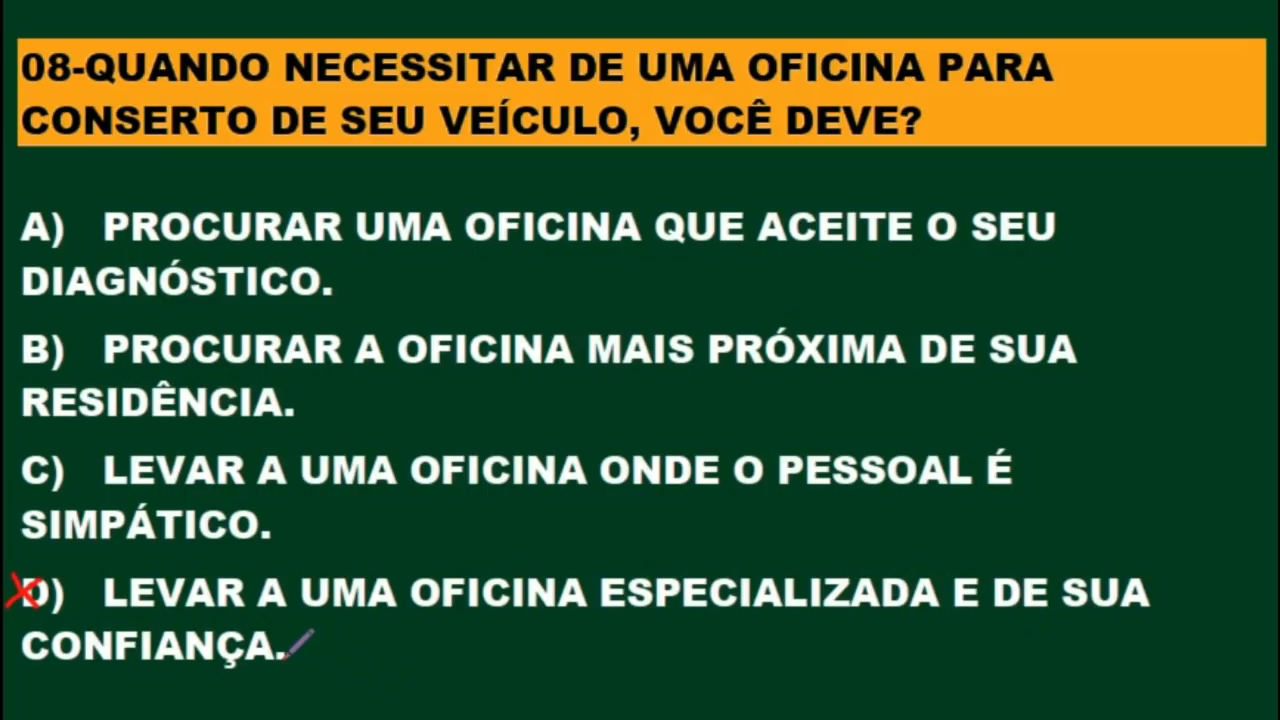 08-QUANDO NECESSITAR DE UMA OFICINA PARA
CONSERTO DE SEU VEÍCULO, VOCÊ DEVE?
A) PROCURAR UMA OFICINA QUE ACEITE O SEU
DIAGNÓSTICO.
B) PROCURAR A OFICINA MAIS PRÓXIMA DE SUA
RESIDÊNCIA.
C) LEVAR A UMA OFICINA ONDE O PESSOAL É
SIMPÁTICO.
D) LEVAR A UMA OFICINA ESPECIALIZADA E DE SUA
CONFIANÇA.